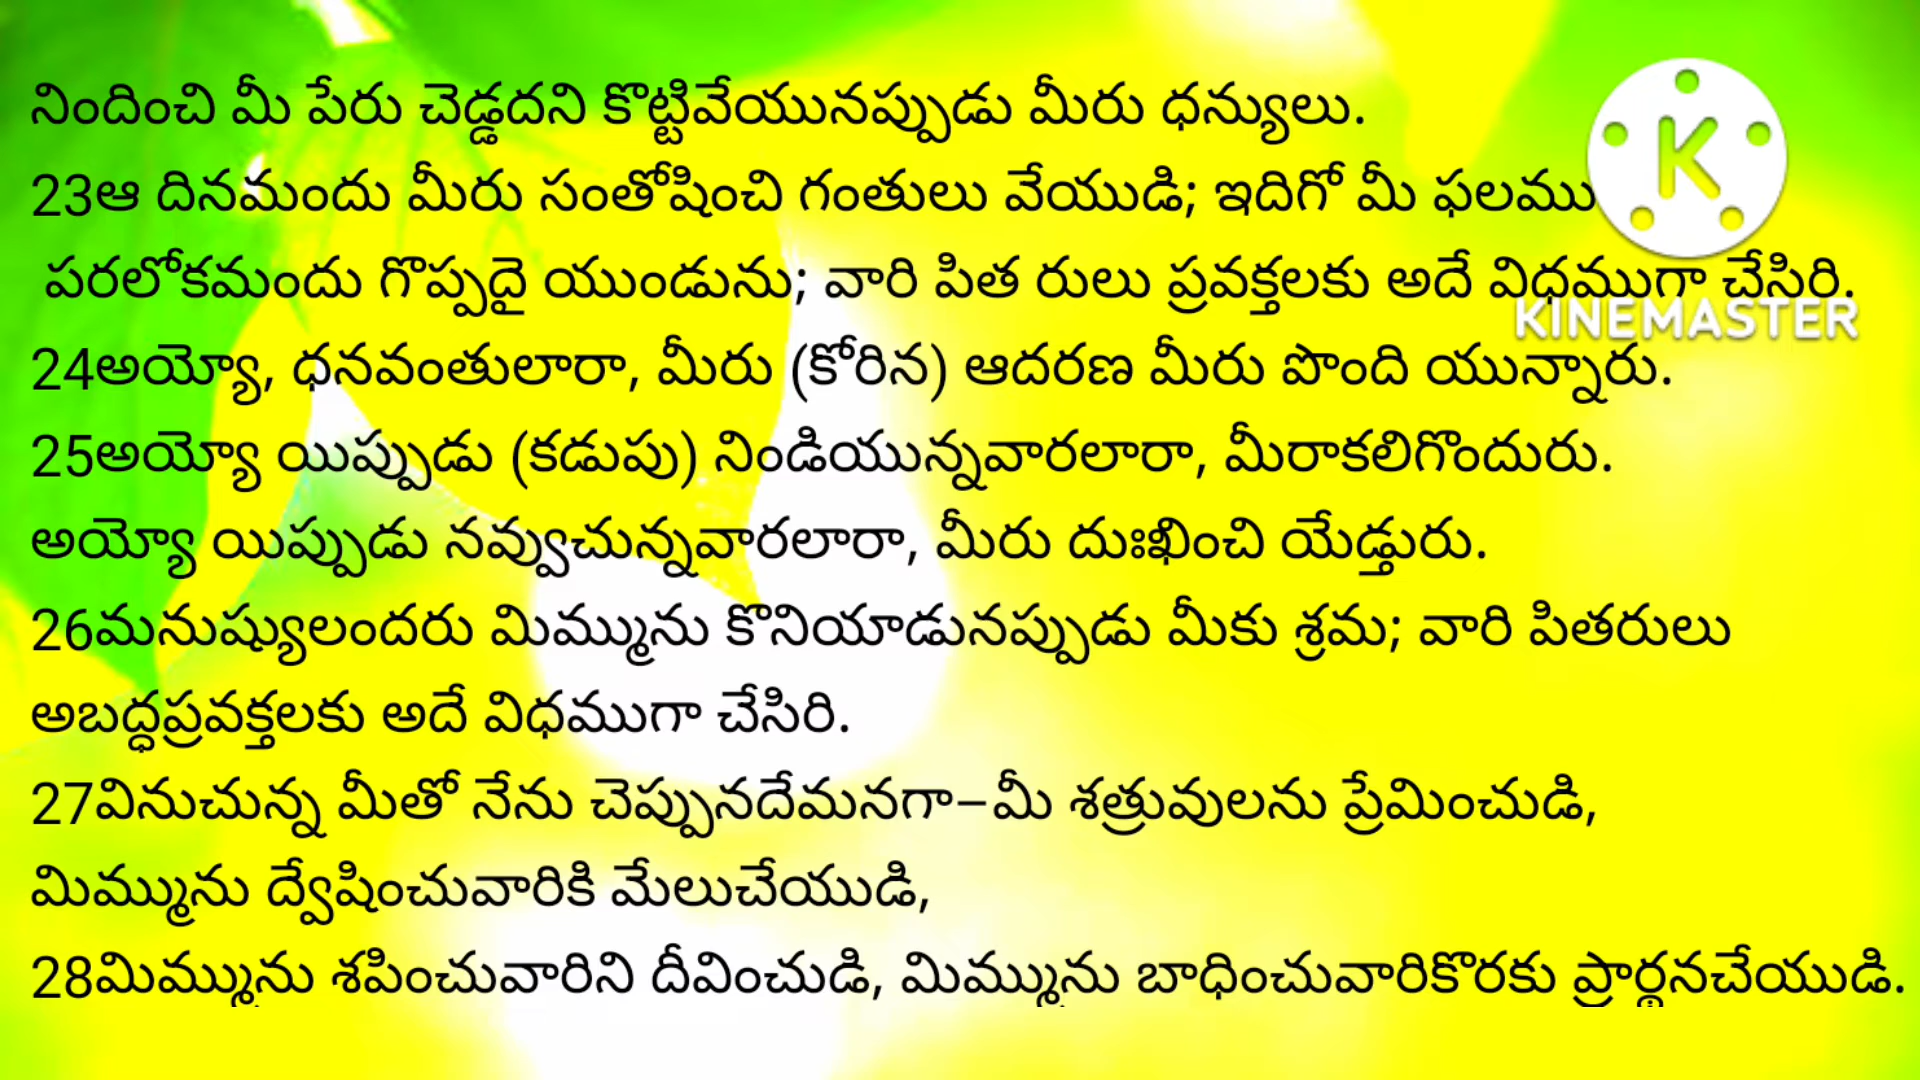 నిందించి మీ పేరు చెడ్డదని కొట్టివేయునప్పుడు మీరు ధన్యులు.
23ఆ దినమందు మీరు సంతోషించి గంతులు వేయుడి; ఇదిగో మీ ఫలము
పరలోకమందు గొప్పదై యుండును; వారి పిత రులు ప్రవక్తలకు అదే విధముగా చేసిరి.
KINEMASTER
24అయ్యో, ధనవంతులారా, మీరు (కోరిన) ఆదరణ మీరు పొంది యున్నారు.
25అయ్యో యిప్పుడు (కడుపు) నిండియున్నవారలారా, మీరాకలిగొందురు.
అయ్యో యిప్పుడు నవ్వుచున్నవారలారా, మీరు దుఃఖించి యేడ్తురు.
26మనుష్యులందరు మిమ్మును కొనియాడునప్పుడు మీకు శ్రమ; వారి పితరులు
అబద్ధప్రవక్తలకు అదే విధముగా చేసిరి.
27వినుచున్న మీతో నేను చెప్పునదేమనగా–మీ శత్రువులను ప్రేమించుడి,
మిమ్మును ద్వేషించువారికి మేలుచేయుడి,
28మిమ్మును శపించువారిని దీవించుడి, మిమ్మును బాధించువారికొరకు ప్రార్థనచేయుడి.